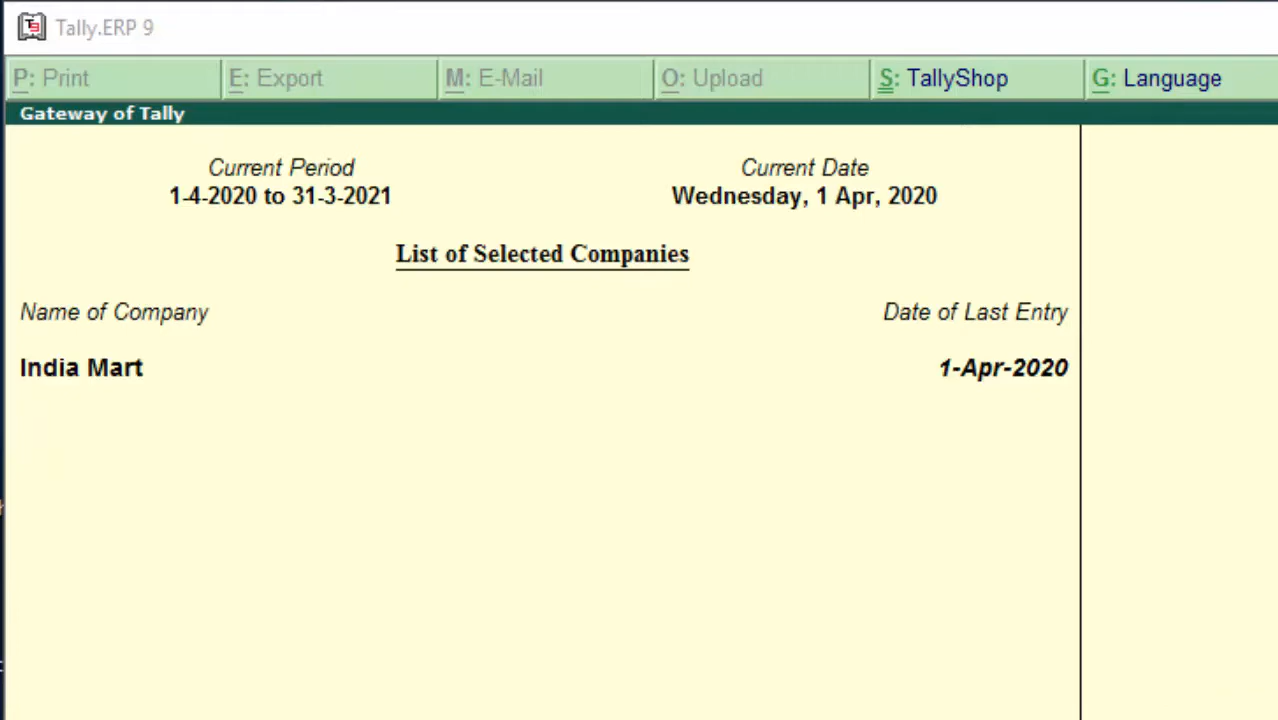 Tally.ERP 9
P: Print E: Export M: E-Mail O: Upload S: TallyShop G: Language
Gateway of Tally
Current Period Current Date
1-4-2020 to 31-3-2021 Wednesday, 1 Apr, 2020
List of Selected Companies
Name of Company Date of Last Entry
India Mart 1-Apr-2020